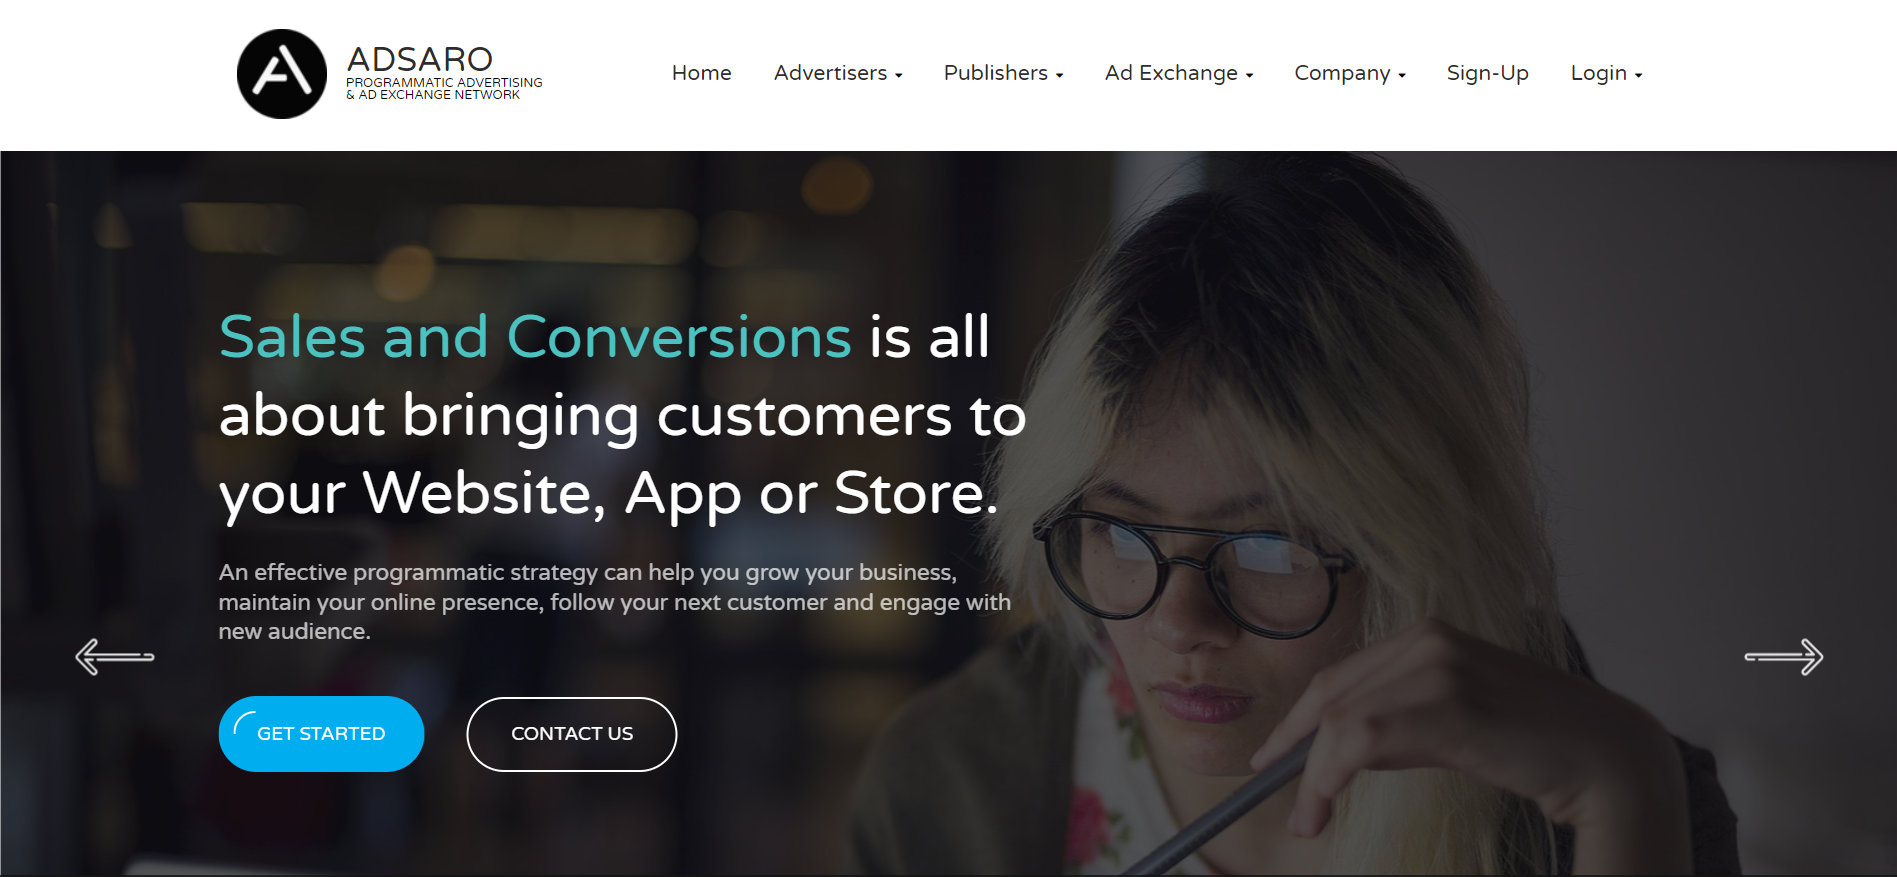 ADSARO
PROGRAMMATIC ADVERTISING
& AD EXCHANGE NETWORK
Home Advertisers Publishers Ad Exchange Company Sign-Up Login
Sales and Conversions is all
about bringing customers to
your Website, App or Store.
An effective programmatic strategy can help you grow your business,
maintain your online presence, follow your next customer and engage with
new audience.
GET STARTED CONTACT US